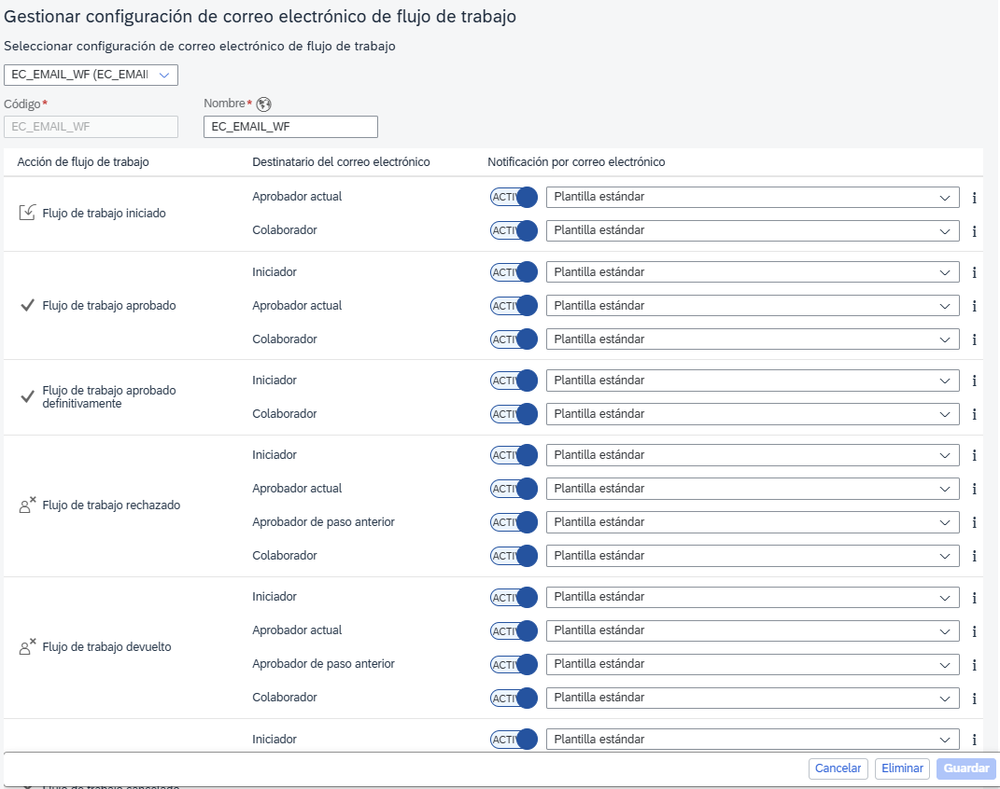 Gestionar configuración de correo electrónico de flujo de trabajo
Seleccionar configuración de correo electrónico de flujo de trabajo
EC_EMAIL_WF (EC_EMAI
Código* Nombre*
EC_EMAIL_WF EC_EMAIL_WF
Acción de flujo de trabajo Destinatario del correo electrónico Notificación por correo electrónico
Aprobador actual ACTIV Plantilla estándar
Flujo de trabajo iniciado
Colaborador ACTIV Plantilla estándar
Iniciador ACTIV Plantilla estándar
Flujo de trabajo aprobado Aprobador actual ACTIV Plantilla estándar
Colaborador ACTIV Plantilla estándar
Iniciador ACTIV Plantilla estándar
Flujo de trabajo aprobado
definitivamente
Colaborador ACTIV Plantilla estándar
Iniciador ACTIV Plantilla estándar
Aprobador actual ACTIV Plantilla estándar
Flujo de trabajo rechazado
Aprobador de paso anterior ACTIV Plantilla estándar
Colaborador ACTIV Plantilla estándar
Iniciador ACTIV Plantilla estándar
Aprobador actual ACTIV Plantilla estándar
Flujo de trabajo devuelto
Aprobador de paso anterior ACTIV Plantilla estándar
Colaborador ACTIV Plantilla estándar
Iniciador ACTIV Plantilla estándar
Cancelar Eliminar Guardar
Flujo de trabajo cancelado